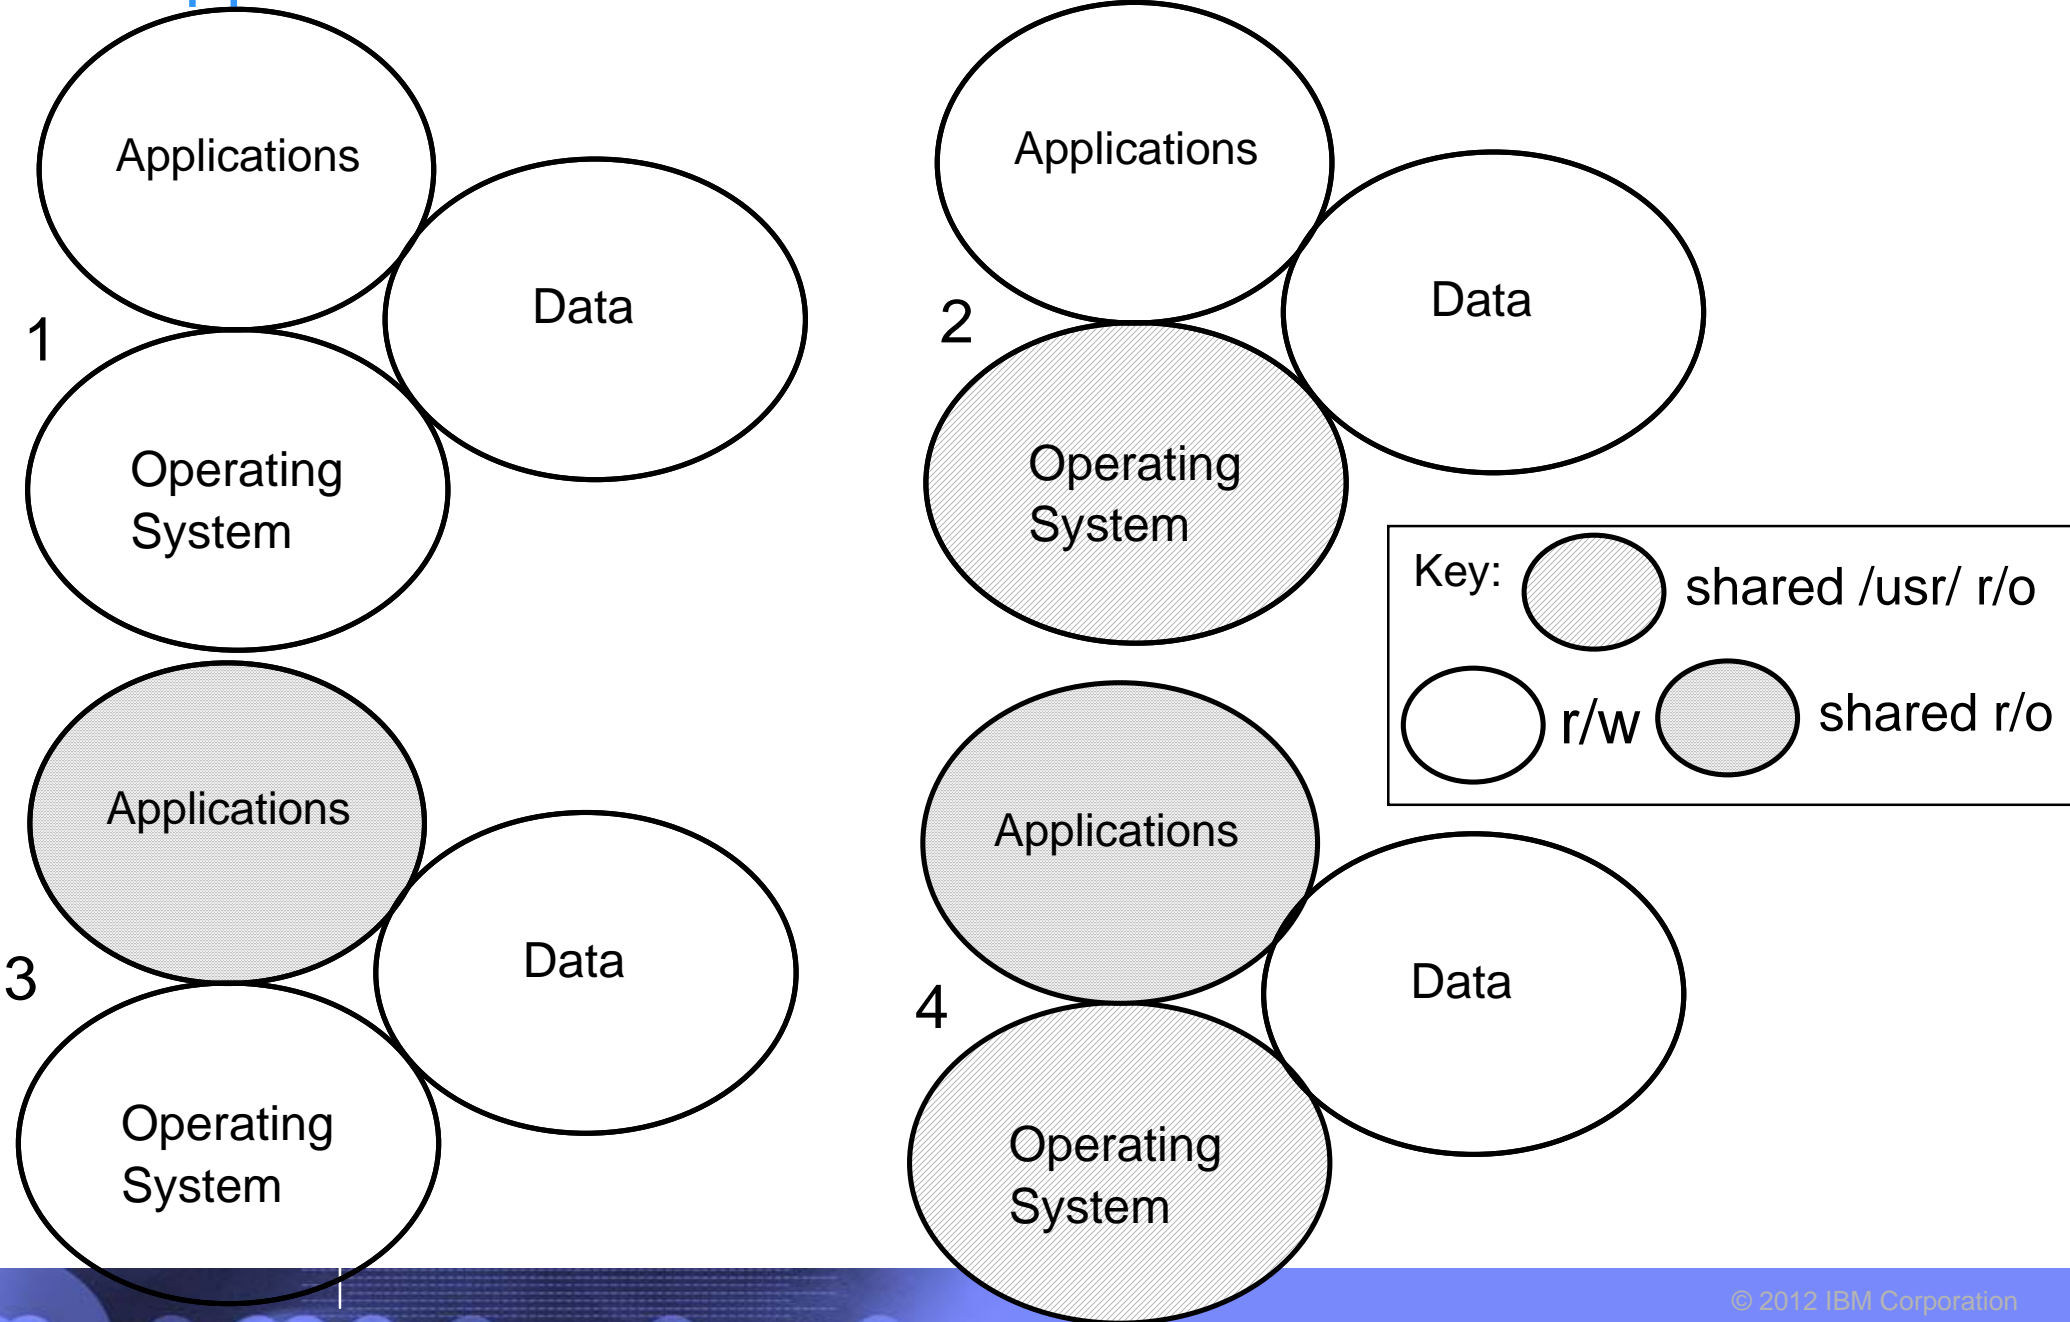 Applications
Data
1
Operating
System
Applications
Data
2
Operating
System
Key:
shared /usr/ r/o
r/w
shared r/o
Applications
Data
3
Operating
System
Applications
Data
4
Operating
System
© 2012 IBM Corporation